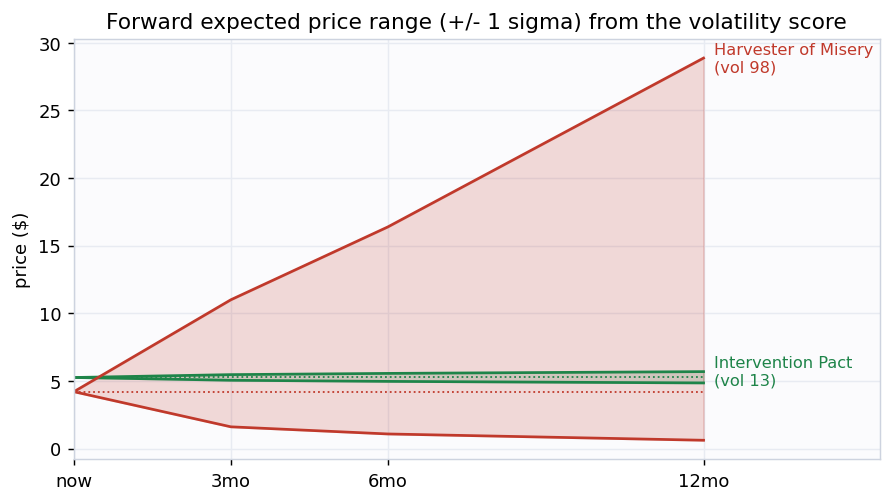 Forward expected price range (+/- 1 sigma) from the volatility score
price ($)
30
25
20
15
10
5
0
now
3mo
6mo
12mo
Harvester of Misery
(vol 98)
Intervention Pact
(vol 13)